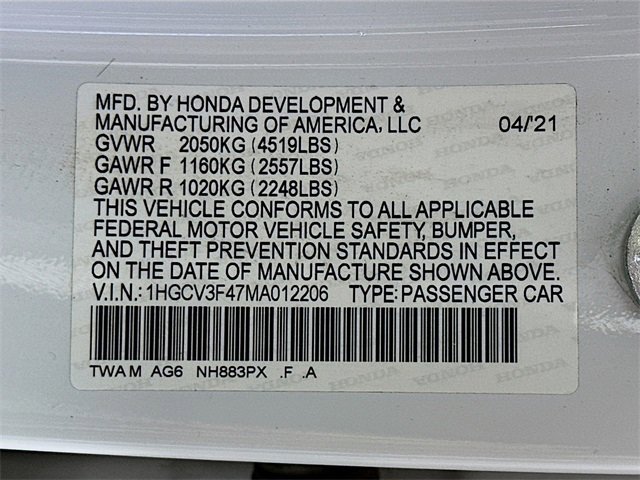 MFD. BY HONDA DEVELOPMENT &
MANUFACTURING OF AMERICA, LLC 04/'21
GVWR 2050KG (4519LBS)
GAWR F 1160KG (2557LBS)
GAWR R 1020KG (2248LBS)
THIS VEHICLE CONFORMS TO ALL APPLICABLE
FEDERAL MOTOR VEHICLE SAFETY, BUMPER,
AND THEFT PREVENTION STANDARDS IN EFFECT
ON THE DATE OF MANUFACTURE SHOWN ABOVE.
V.I.N.: 1HGCV3F47MA012206 TYPE: PASSENGER CAR
TWA M AG6 NH883PX .F .A